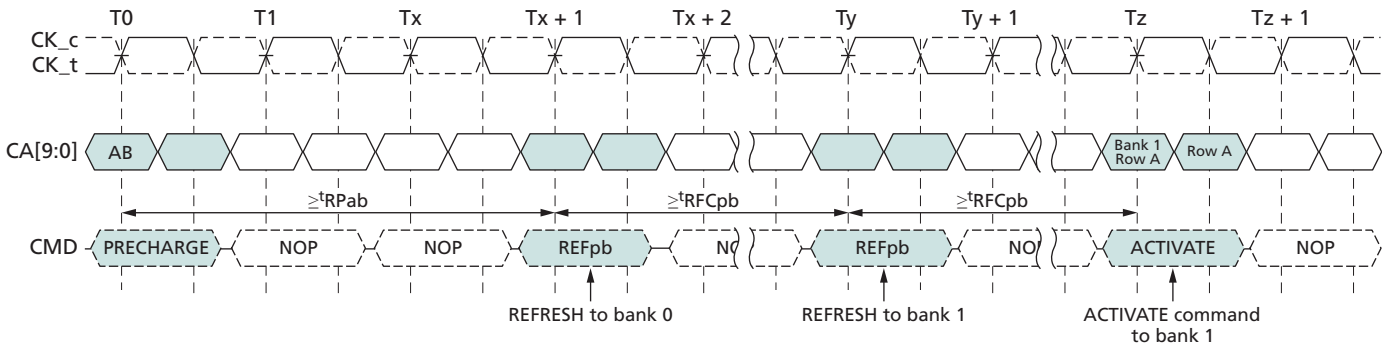 T0 T1 Tx Tx + 1 Tx + 2 Ty Ty + 1 Tz Tz + 1
CK_c
CK_t
CA[9:0] AB Bank 1 Row A Row A
≥tRPab ≥tRFCpb ≥tRFCpb
CMD PRECHARGE NOP NOP REFpb REFpb ACTIVATE NOP
REFRESH to bank 0 REFRESH to bank 1 ACTIVATE command
to bank 1